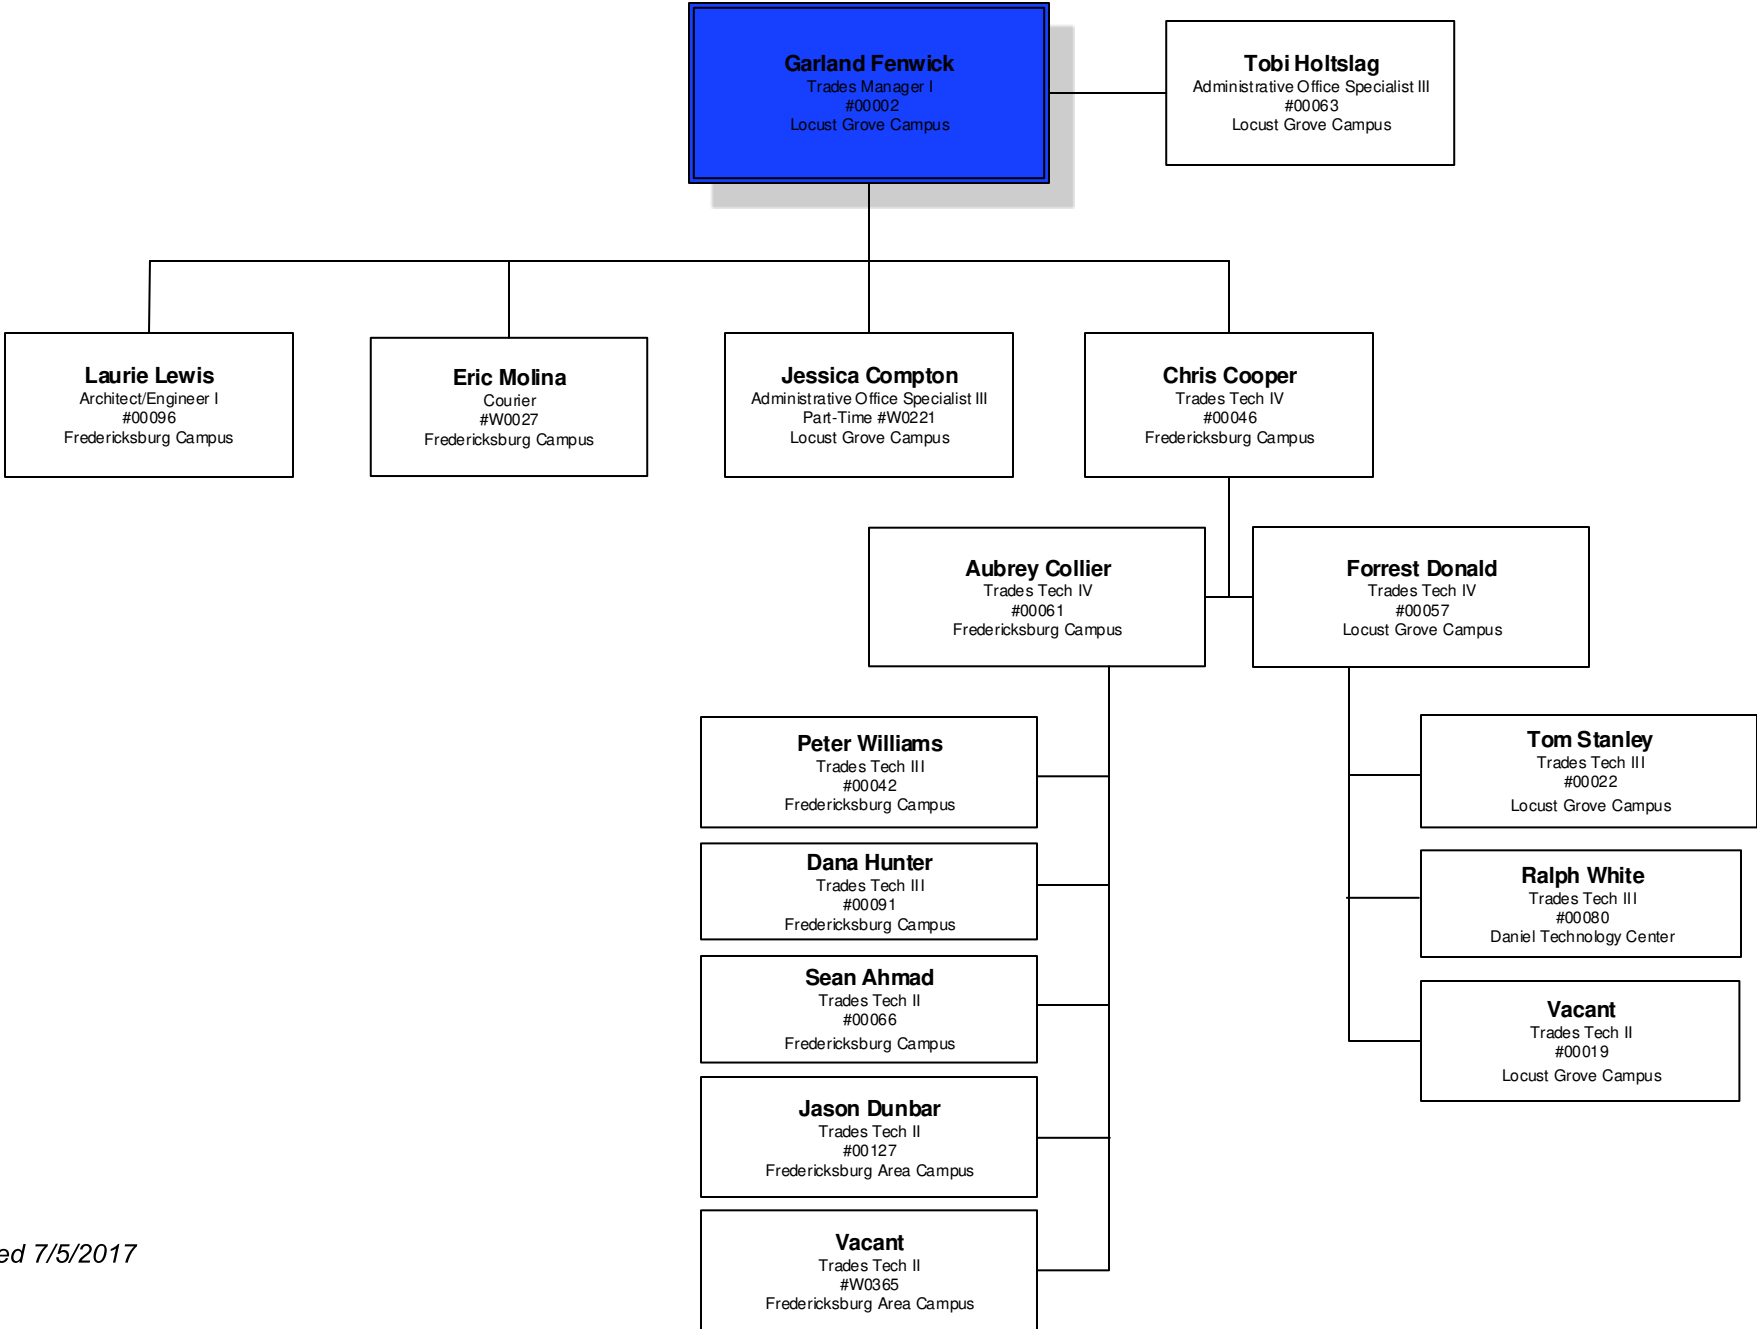 Garland Fenwick
Trades Manager I
#00002
Locust Grove Campus
Tobi Holtslag
Administrative Office Specialist III
#00063
Locust Grove Campus
Laurie Lewis
Architect/Engineer I
#00096
Fredericksburg Campus
Eric Molina
Courier
#W0027
Fredericksburg Campus
Jessica Compton
Administrative Office Specialist III
Part-Time #W0221
Locust Grove Campus
Chris Cooper
Trades Tech IV
#00046
Fredericksburg Campus
Aubrey Collier
Trades Tech IV
#00061
Fredericksburg Campus
Forrest Donald
Trades Tech IV
#00057
Locust Grove Campus
Peter Williams
Trades Tech III
#00042
Fredericksburg Campus
Dana Hunter
Trades Tech III
#00091
Fredericksburg Campus
Sean Ahmad
Trades Tech II
#00066
Fredericksburg Campus
Jason Dunbar
Trades Tech II
#00127
Fredericksburg Area Campus
Vacant
Trades Tech II
#W0365
Fredericksburg Area Campus
Tom Stanley
Trades Tech III
#00022
Locust Grove Campus
Ralph White
Trades Tech III
#00080
Daniel Technology Center
Vacant
Trades Tech II
#00019
Locust Grove Campus
7/5/2017